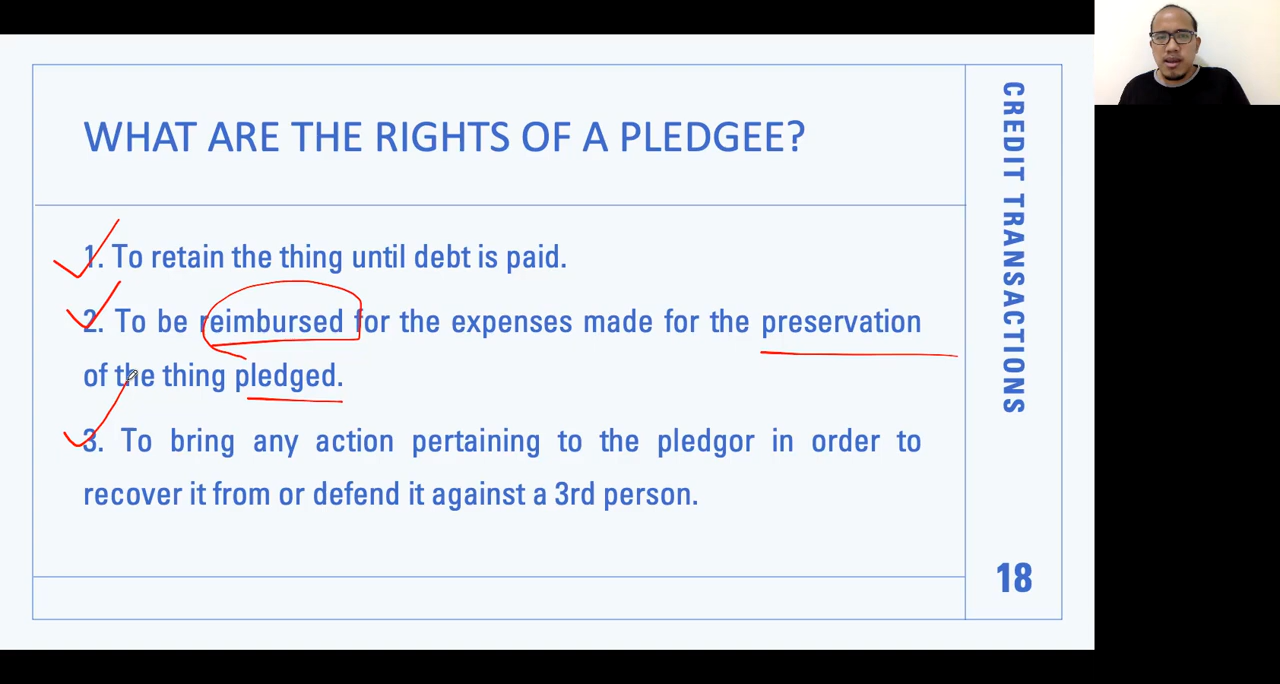 WHAT ARE THE RIGHTS OF A PLEDGEE?
1. To retain the thing until debt is paid.
2. To be reimbursed for the expenses made for the preservation
of the thing pledged.
3. To bring any action pertaining to the pledgor in order to
recover it from or defend it against a 3rd person.
CREDIT TRANSACTIONS
18